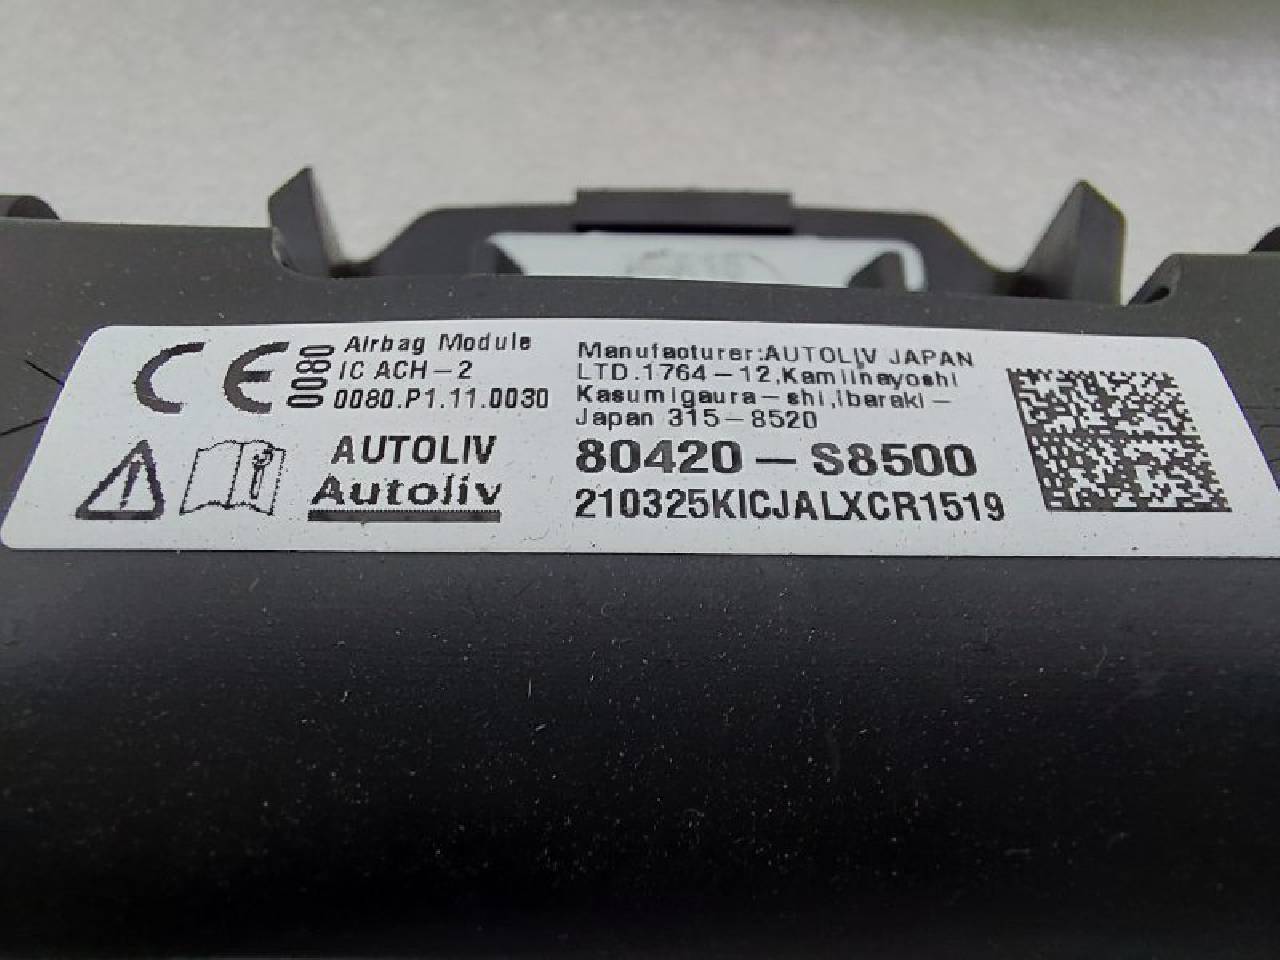 CE 0080
Airbag Module
IC ACH-2
0080.P1.11.0030
AUTOLIV
Autoliv
Manufacturer:AUTOLIV JAPAN
LTD.1764-12,Kamiinayoshi
Kasumigaura-shi,Ibaraki-
Japan 315-8520
80420-S8500
210325KICJALXCR1519